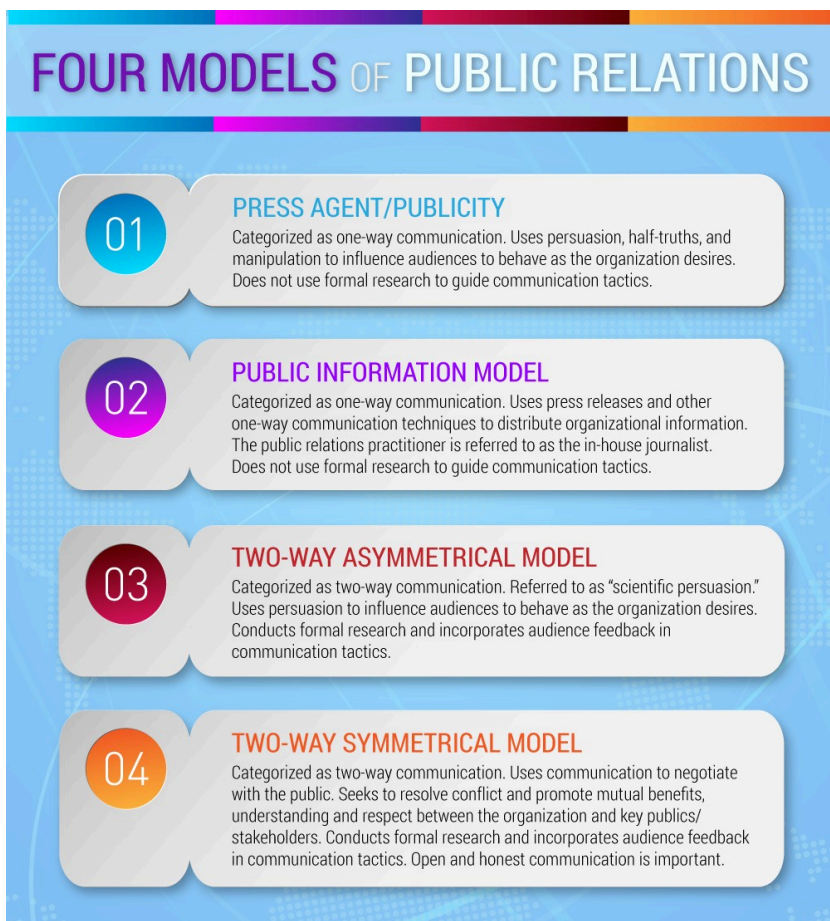 FOUR MODELS OF PUBLIC RELATIONS
01
PRESS AGENT/PUBLICITY
Categorized as one-way communication. Uses persuasion, half-truths, and
manipulation to influence audiences to behave as the organization desires.
Does not use formal research to guide communication tactics.
02
PUBLIC INFORMATION MODEL
Categorized as one-way communication. Uses press releases and other
one-way communication techniques to distribute organizational information.
The public relations practitioner is referred to as the in-house journalist.
Does not use formal research to guide communication tactics.
03
TWO-WAY ASYMMETRICAL MODEL
Categorized as two-way communication. Referred to as “scientific persuasion.”
Uses persuasion to influence audiences to behave as the organization desires.
Conducts formal research and incorporates audience feedback in
communication tactics.
04
TWO-WAY SYMMETRICAL MODEL
Categorized as two-way communication. Uses communication to negotiate
with the public. Seeks to resolve conflict and promote mutual benefits,
understanding and respect between the organization and key publics/
stakeholders. Conducts formal research and incorporates audience feedback
in communication tactics. Open and honest communication is important.